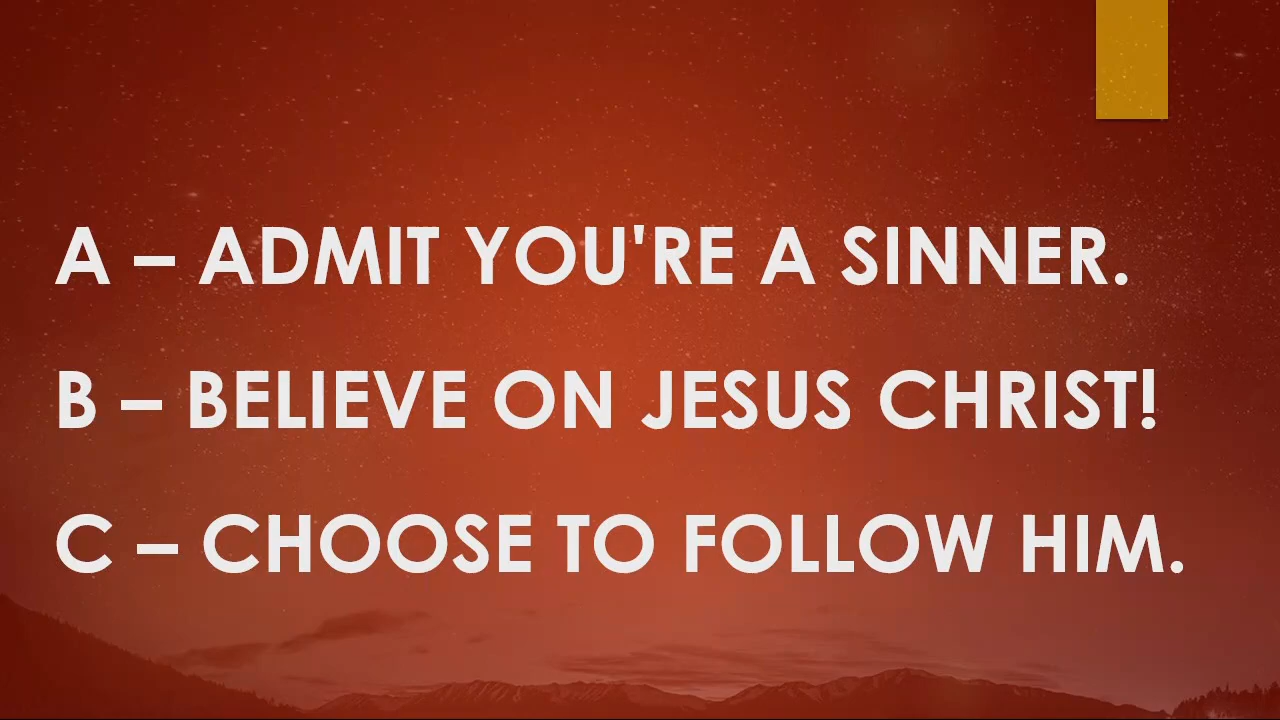 A – ADMIT YOU'RE A SINNER.
B – BELIEVE ON JESUS CHRIST!
C – CHOOSE TO FOLLOW HIM.